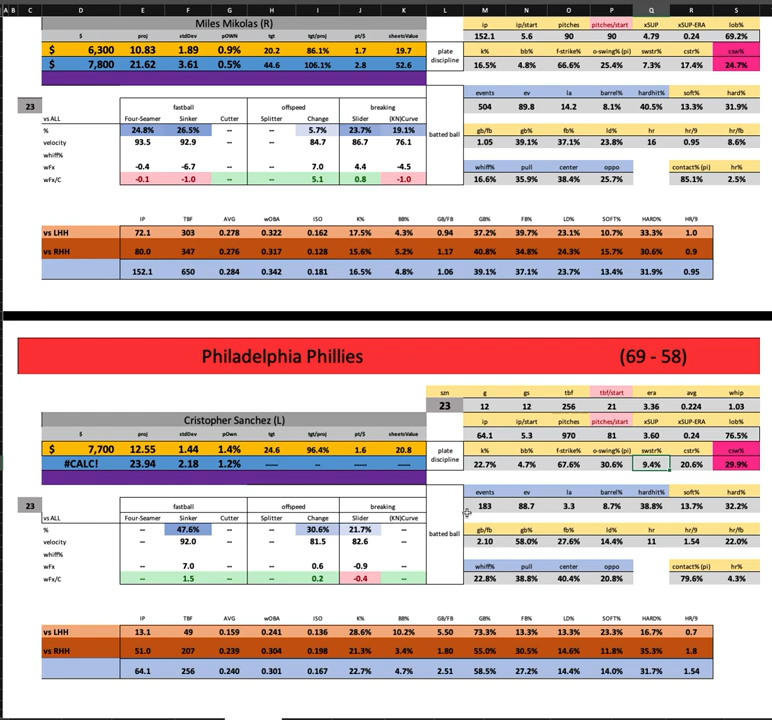 A B C D E F G H I J K L M N O P Q R S
Miles Mikolas (R) ip ip/start pitches pitches/start xSUP xSUP-ERA lob%
$ proj stdDev pOWN tgt tgt/proj pt/$ sheetsValue 152.1 5.6 90 90 4.79 0.24 69.2%
$ 6,300 10.83 1.89 0.9% 20.2 86.1% 1.7 19.7 plate discipline k% bb% f-strike% o-swing% (pi) swstr% cstr% csw%
$ 7,800 21.62 3.61 0.5% 44.6 106.1% 2.8 52.6 16.5% 4.8% 66.6% 25.4% 7.3% 17.4% 24.7%
events ev la barrel% hardhit% soft% hard%
23 fastball offspeed breaking 504 89.8 14.2 8.1% 40.5% 13.3% 31.9%
vs ALL Four-Seamer Sinker Cutter Splitter Change Slider (KN)Curve
% 24.8% 26.5% -- -- 5.7% 23.7% 19.1% batted ball gb/fb gb% fb% ld% hr hr/9 hr/fb
velocity 93.5 92.9 -- -- 84.7 86.7 76.1 1.05 39.1% 37.1% 23.8% 16 0.95 8.6%
whiff%
wFx -0.4 -6.7 7.0 4.4 -4.5 whiff% pull center oppo contact% (pi) hr%
wFx/C -0.1 -1.0 -- -- 5.1 0.8 -1.0 16.6% 35.9% 38.4% 25.7% 85.1% 2.5%
IP TBF AVG wOBA ISO K% BB% GB/FB GB% FB% LD% SOFT% HARD% HR/9
vs LHH 72.1 303 0.278 0.322 0.162 17.5% 4.3% 0.94 37.2% 39.7% 23.1% 10.7% 33.3% 1.0
vs RHH 80.0 347 0.276 0.317 0.128 15.6% 5.2% 1.17 40.8% 34.8% 24.3% 15.7% 30.6% 0.9
152.1 650 0.284 0.342 0.181 16.5% 4.8% 1.06 39.1% 37.1% 23.7% 13.4% 31.9% 0.95
Philadelphia Phillies (69 - 58)
szn g gs tbf tbf/start era avg whip
23 12 12 256 21 3.36 0.224 1.03
Cristopher Sanchez (L) ip ip/start pitches pitches/start xSUP xSUP-ERA lob%
$ proj stdDev pOwn tgt tgt/proj pt/$ sheetsValue 64.1 5.3 970 81 3.60 0.24 76.5%
$ 7,700 12.55 1.44 1.4% 24.6 96.4% 1.6 20.8 plate discipline k% bb% f-strike% o-swing% (pi) swstr% cstr% csw%
#CALC! 23.94 2.18 1.2% ----- -- ----- ----- 22.7% 4.7% 67.6% 30.6% 9.4% 20.6% 29.9%
events ev la barrel% hardhit% soft% hard%
23 fastball offspeed breaking 183 88.7 3.3 8.7% 38.8% 13.7% 32.2%
vs ALL Four-Seamer Sinker Cutter Splitter Change Slider (KN)Curve
% -- 47.6% -- -- 30.6% 21.7% -- batted ball gb/fb gb% fb% ld% hr hr/9 hr/fb
velocity -- 92.0 -- -- 81.5 82.6 -- 2.10 58.0% 27.6% 14.4% 11 1.54 22.0%
whiff%
wFx 7.0 0.6 -0.9 whiff% pull center oppo contact% (pi) hr%
wFx/C -- 1.5 -- -- 0.2 -0.4 -- 22.8% 38.8% 40.4% 20.8% 79.6% 4.3%
IP TBF AVG wOBA ISO K% BB% GB/FB GB% FB% LD% SOFT% HARD% HR/9
vs LHH 13.1 49 0.159 0.241 0.136 28.6% 10.2% 5.50 73.3% 13.3% 13.3% 23.3% 16.7% 0.7
vs RHH 51.0 207 0.239 0.304 0.198 21.3% 3.4% 1.80 55.0% 30.5% 14.6% 11.8% 35.3% 1.8
64.1 256 0.240 0.301 0.167 22.7% 4.7% 2.51 58.5% 27.2% 14.4% 14.0% 31.7% 1.54